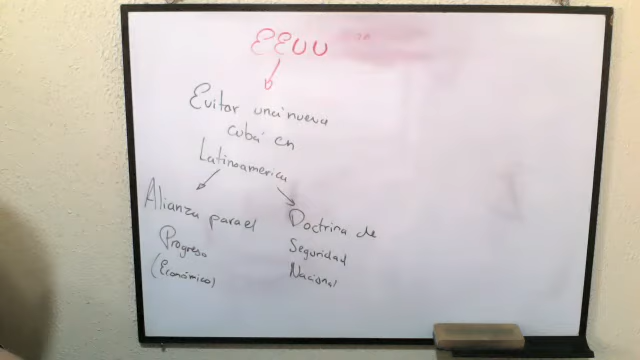 EEUU
Evitar una nueva
cuba en
Latinoamerica
Alianza para el
Progreso
(Económico)
Doctrina de
Seguridad
Nacional